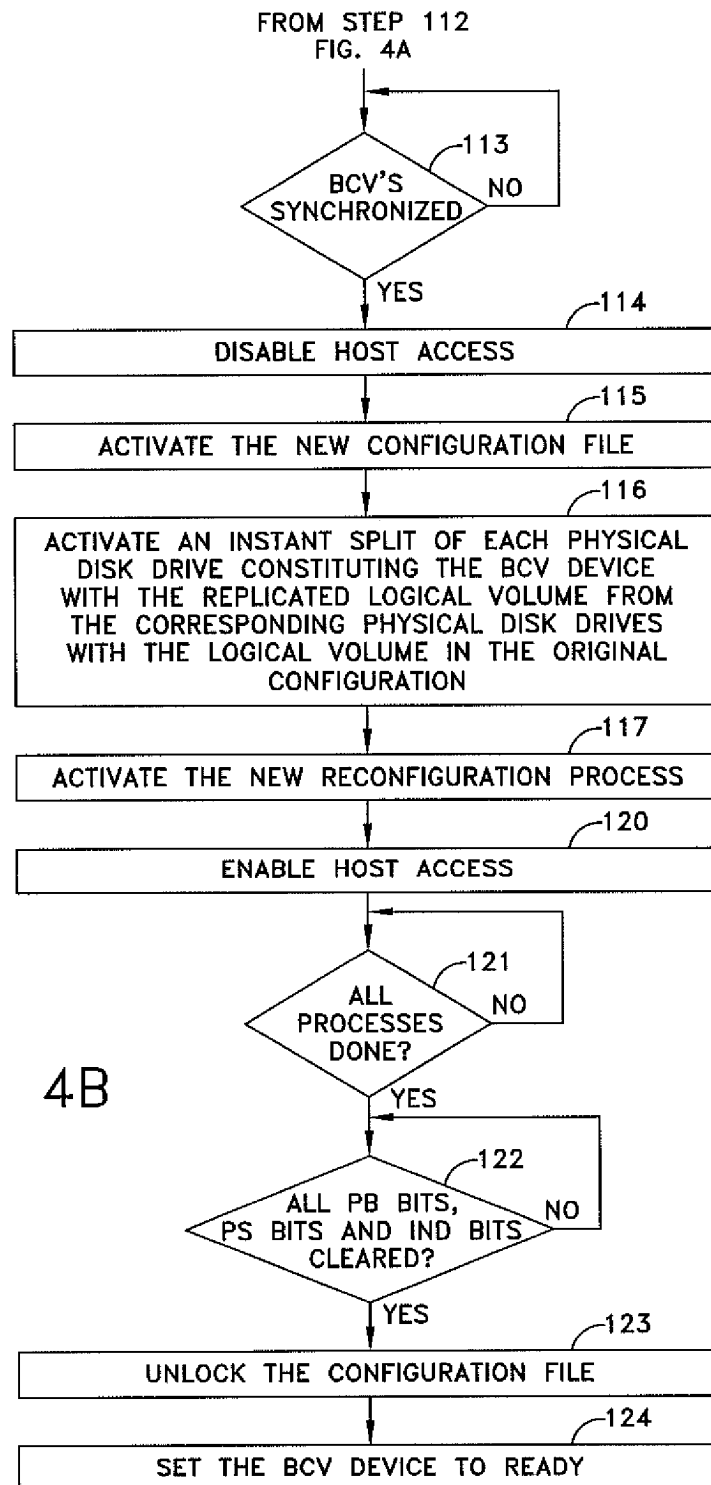 FROM STEP 112
FIG. 4A
113
BCV'S
SYNCHRONIZED
NO
YES
114
DISABLE HOST ACCESS
115
ACTIVATE THE NEW CONFIGURATION FILE
116
ACTIVATE AN INSTANT SPLIT OF EACH PHYSICAL
DISK DRIVE CONSTITUTING THE BCV DEVICE
WITH THE REPLICATED LOGICAL VOLUME FROM
THE CORRESPONDING PHYSICAL DISK DRIVES
WITH THE LOGICAL VOLUME IN THE ORIGINAL
CONFIGURATION
117
ACTIVATE THE NEW RECONFIGURATION PROCESS
120
ENABLE HOST ACCESS
121
ALL
PROCESSES
DONE?
NO
YES
4B
122
ALL PB BITS,
PS BITS AND IND BITS
CLEARED?
NO
YES
123
UNLOCK THE CONFIGURATION FILE
124
SET THE BCV DEVICE TO READY